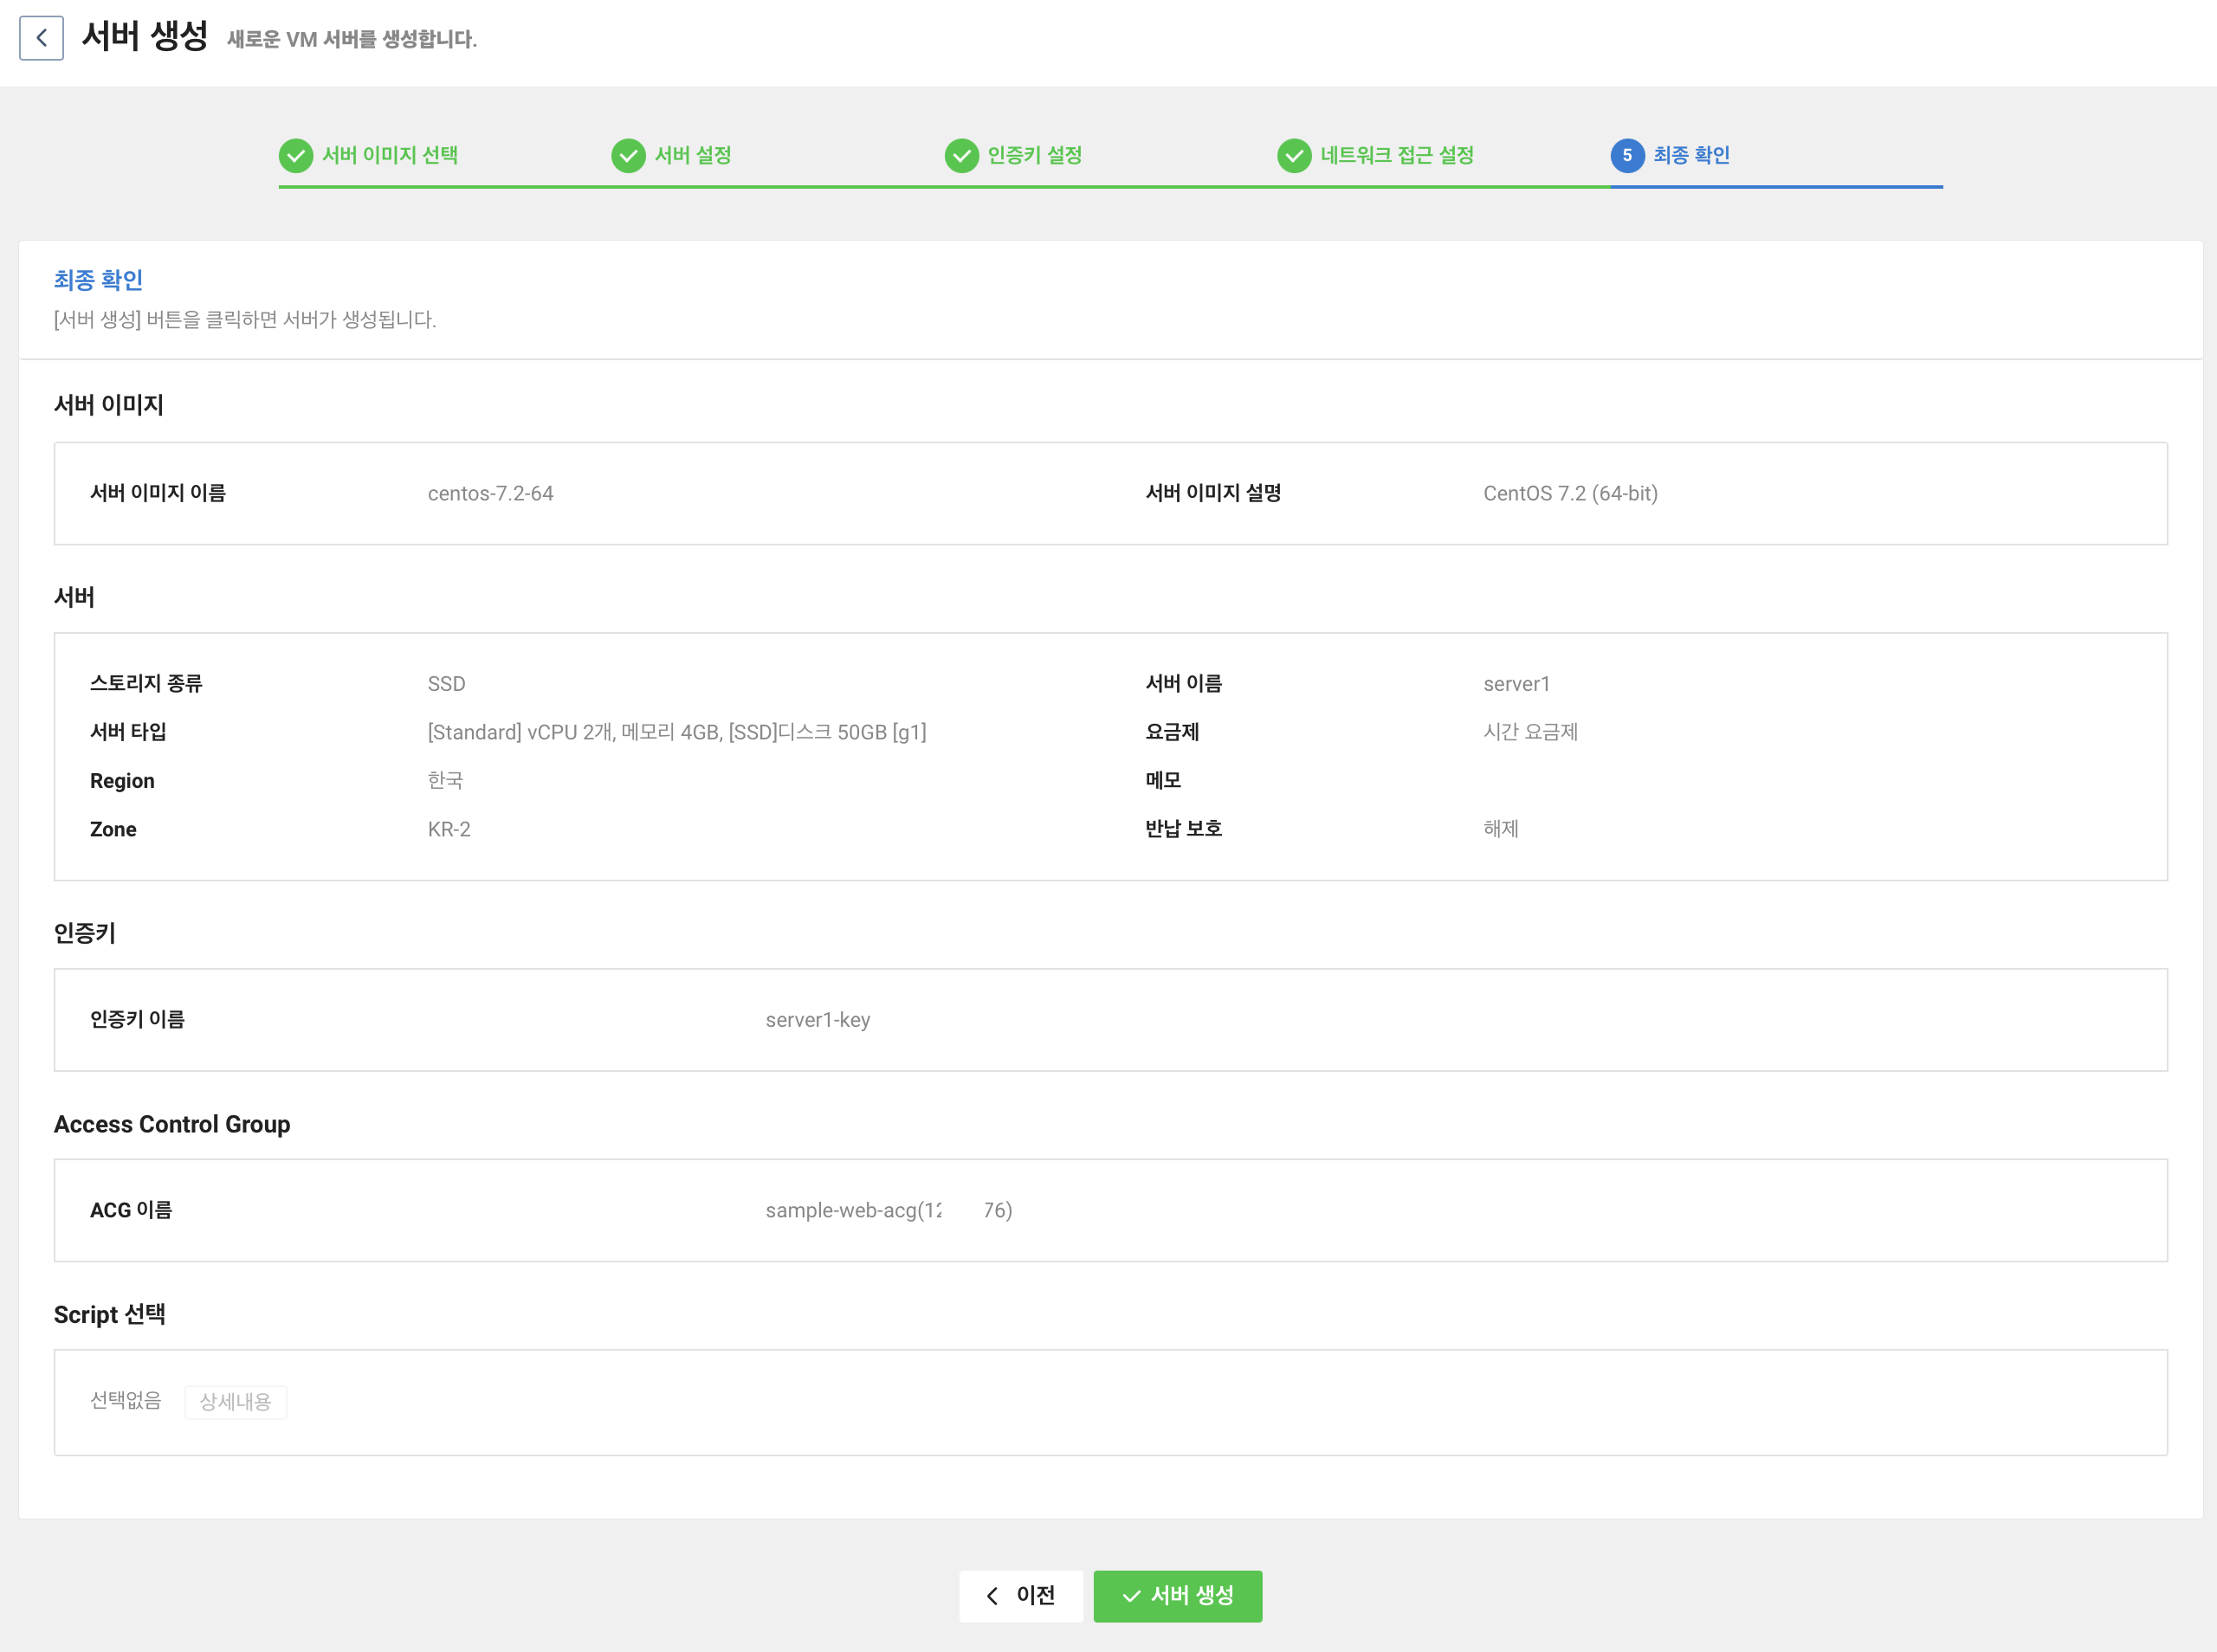 서버 생성 새로운 VM 서버를 생성합니다.
서버 이미지 선택 서버 설정 인증키 설정 네트워크 접근 설정 5 최종 확인
최종 확인
[서버 생성] 버튼을 클릭하면 서버가 생성됩니다.
서버 이미지
서버 이미지 이름 centos-7.2-64 서버 이미지 설명 CentOS 7.2 (64-bit)
서버
스토리지 종류 SSD 서버 이름 server1
서버 타입 [Standard] vCPU 2개, 메모리 4GB, [SSD]디스크 50GB [g1] 요금제 시간 요금제
Region 한국 메모
Zone KR-2 반납 보호 해제
인증키
인증키 이름 server1-key
Access Control Group
ACG 이름 sample-web-acg(12 76)
Script 선택
선택없음 상세내용
이전 서버 생성